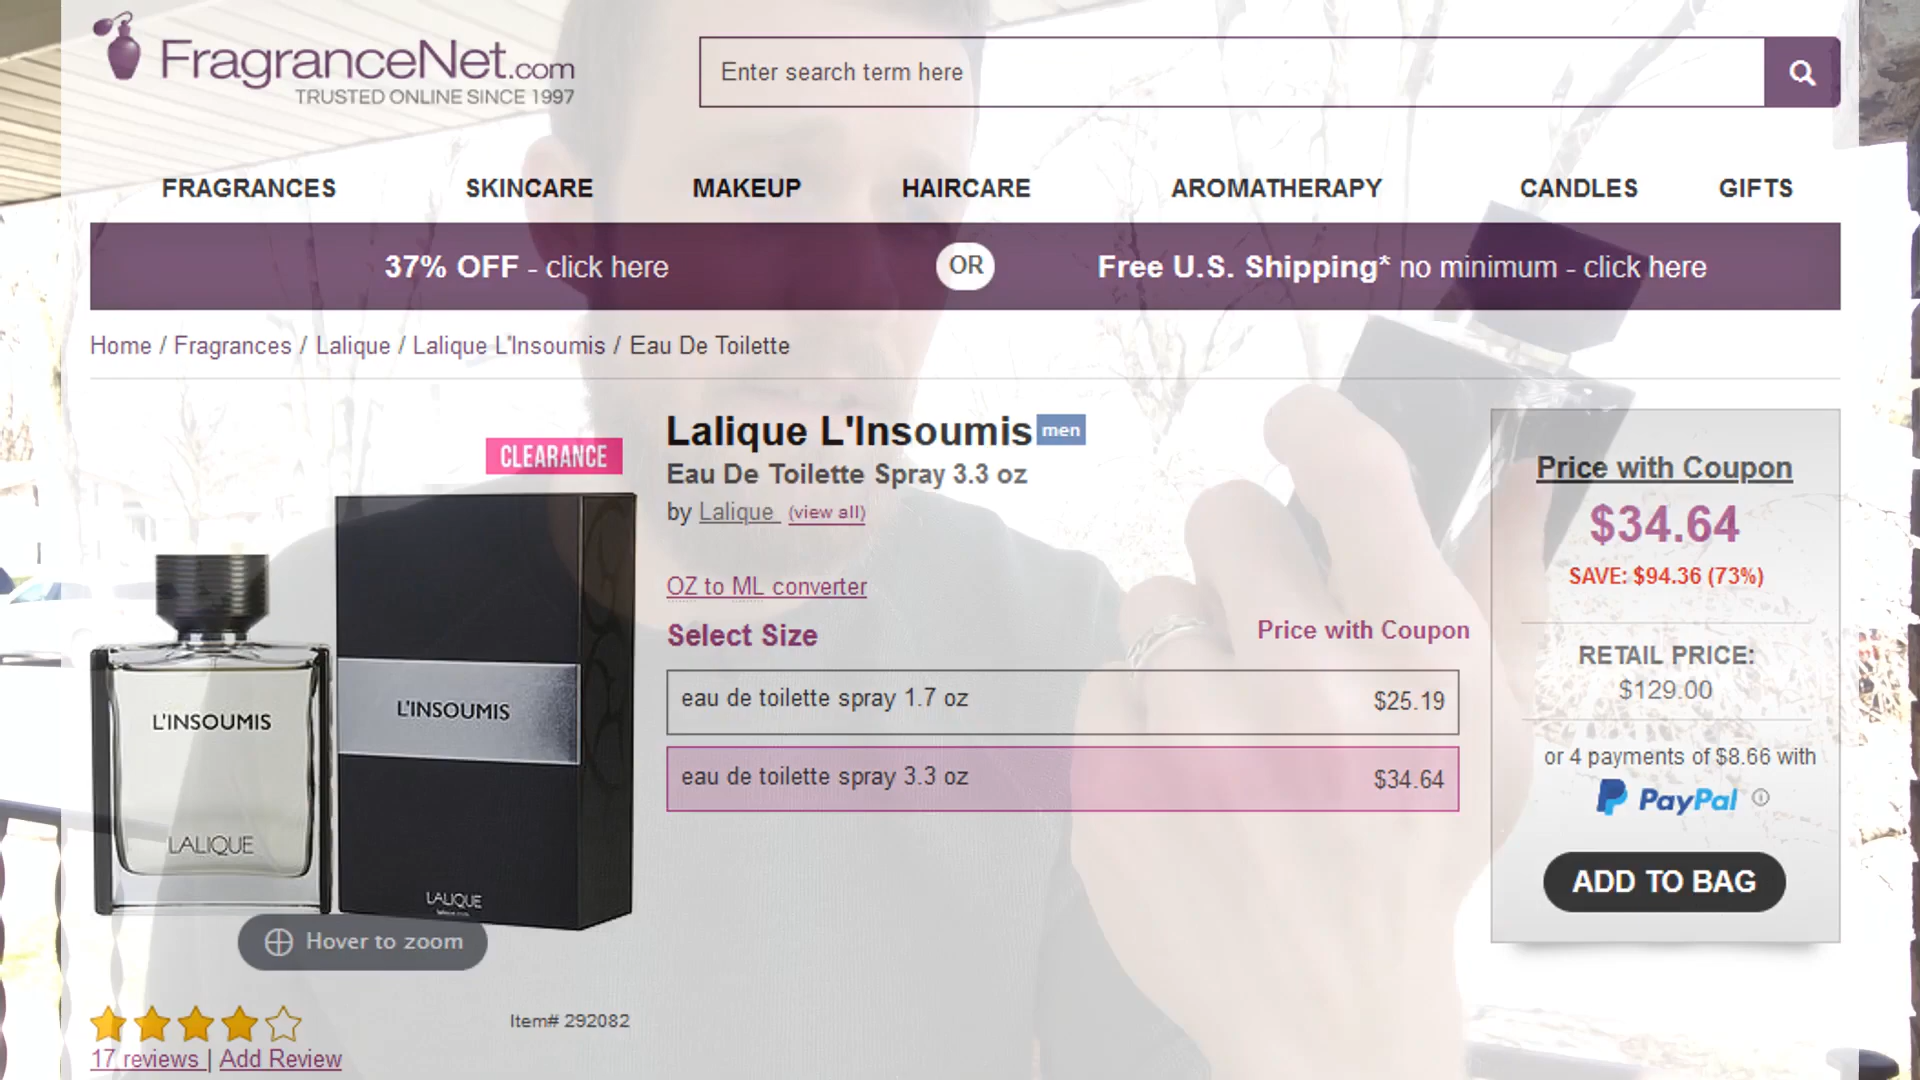 FragranceNet.com
TRUSTED ONLINE SINCE 1997
Enter search term here
FRAGRANCES SKINCARE MAKEUP HAIRCARE AROMATHERAPY CANDLES GIFTS
37% OFF - click here OR Free U.S. Shipping* no minimum - click here
Home / Fragrances / Lalique / Lalique L'Insoumis / Eau De Toilette
CLEARANCE
L'INSOUMIS
LALIQUE
L'INSOUMIS
LALIQUE
Hover to zoom
17 reviews | Add Review
Item# 292082
Lalique L'Insoumis men
Eau De Toilette Spray 3.3 oz
by Lalique (view all)
OZ to ML converter
Select Size Price with Coupon
eau de toilette spray 1.7 oz $25.19
eau de toilette spray 3.3 oz $34.64
Price with Coupon
$34.64
SAVE: $94.36 (73%)
RETAIL PRICE:
$129.00
or 4 payments of $8.66 with
PayPal
ADD TO BAG